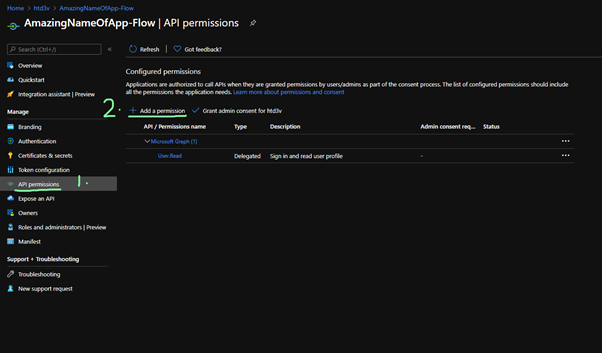 Home > htd3v > AmazingNameOfApp-Flow
AmazingNameOfApp-Flow | API permissions
Search (Ctrl+/)
«
Refresh
Got feedback?
Overview
Quickstart
Integration assistant | Preview
Manage
Branding
Authentication
Certificates & secrets
Token configuration
API permissions
1.
Expose an API
Owners
Roles and administrators | Preview
Manifest
Support + Troubleshooting
Troubleshooting
New support request
Configured permissions
Applications are authorized to call APIs when they are granted permissions by users/admins as part of the consent process. The list of configured permissions should include
all the permissions the application needs. Learn more about permissions and consent
2. + Add a permission ✓ Grant admin consent for htd3v
API / Permissions name Type Description Admin consent req... Status
Microsoft Graph (1) ...
User.Read Delegated Sign in and read user profile - ...